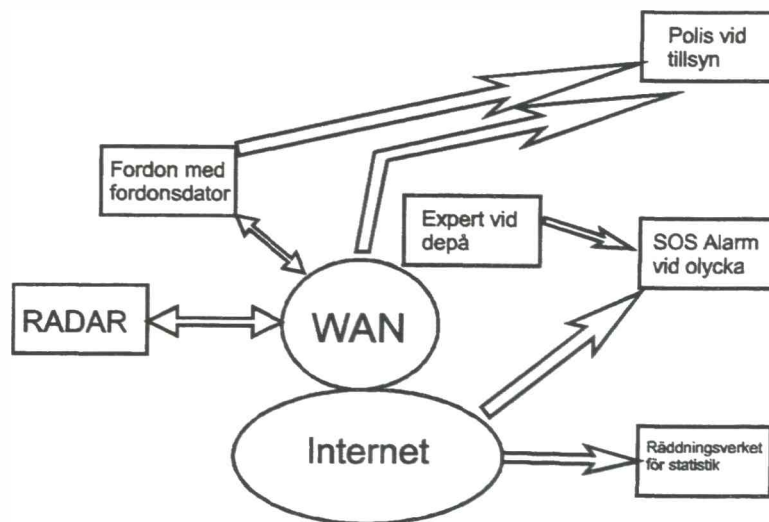 Polis vid
tillsyn
Fordon med
fordonsdator
Expert vid
depå
SOS Alarm
vid olycka
RADAR
WAN
Internet
Räddningsverket
för statistik